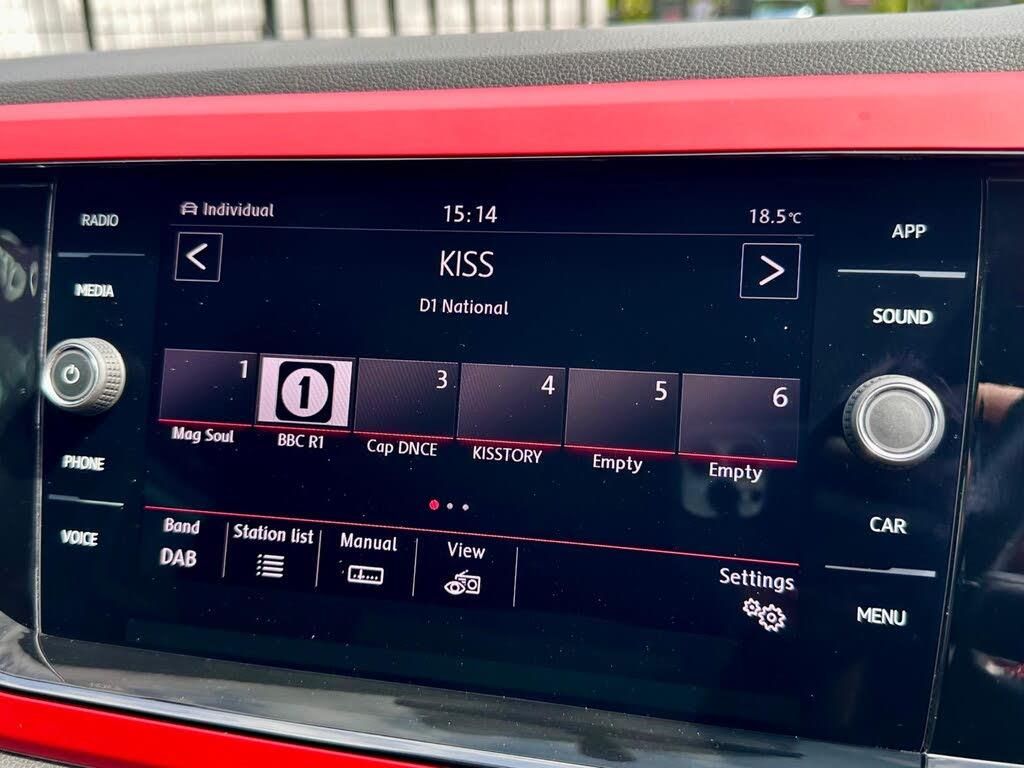 RADIO
MEDIA
PHONE
VOICE
Individual
15:14
18.5°C
<
KISS
>
D1 National
1
1
3
4
5
6
Mag Soul
BBC R1
Cap DNCE
KISSTORY
Empty
Empty
Band
DAB
Station list
Manual
View
Settings
APP
SOUND
CAR
MENU